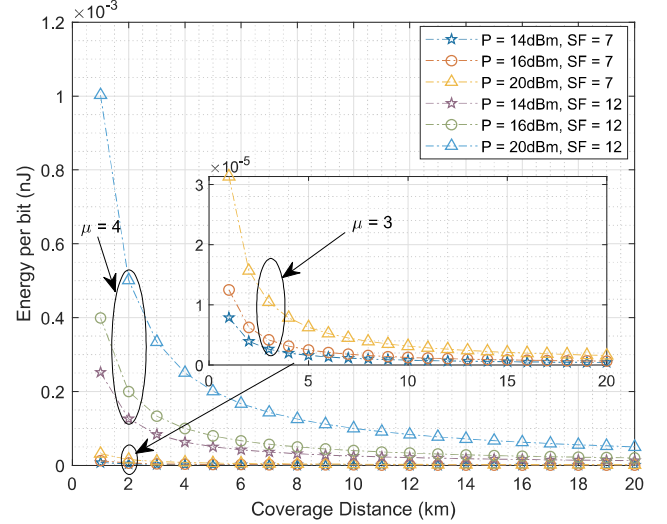 ×10^-3
1.2
1
0.8
0.6
0.4
0.2
0
Energy per bit (nJ)
0 2 4 6 8 10 12 14 16 18 20
Coverage Distance (km)
P = 14dBm, SF = 7
P = 16dBm, SF = 7
P = 20dBm, SF = 7
P = 14dBm, SF = 12
P = 16dBm, SF = 12
P = 20dBm, SF = 12
μ = 4
×10^-5
3
2
1
0
0 5 10 15 20
μ = 3